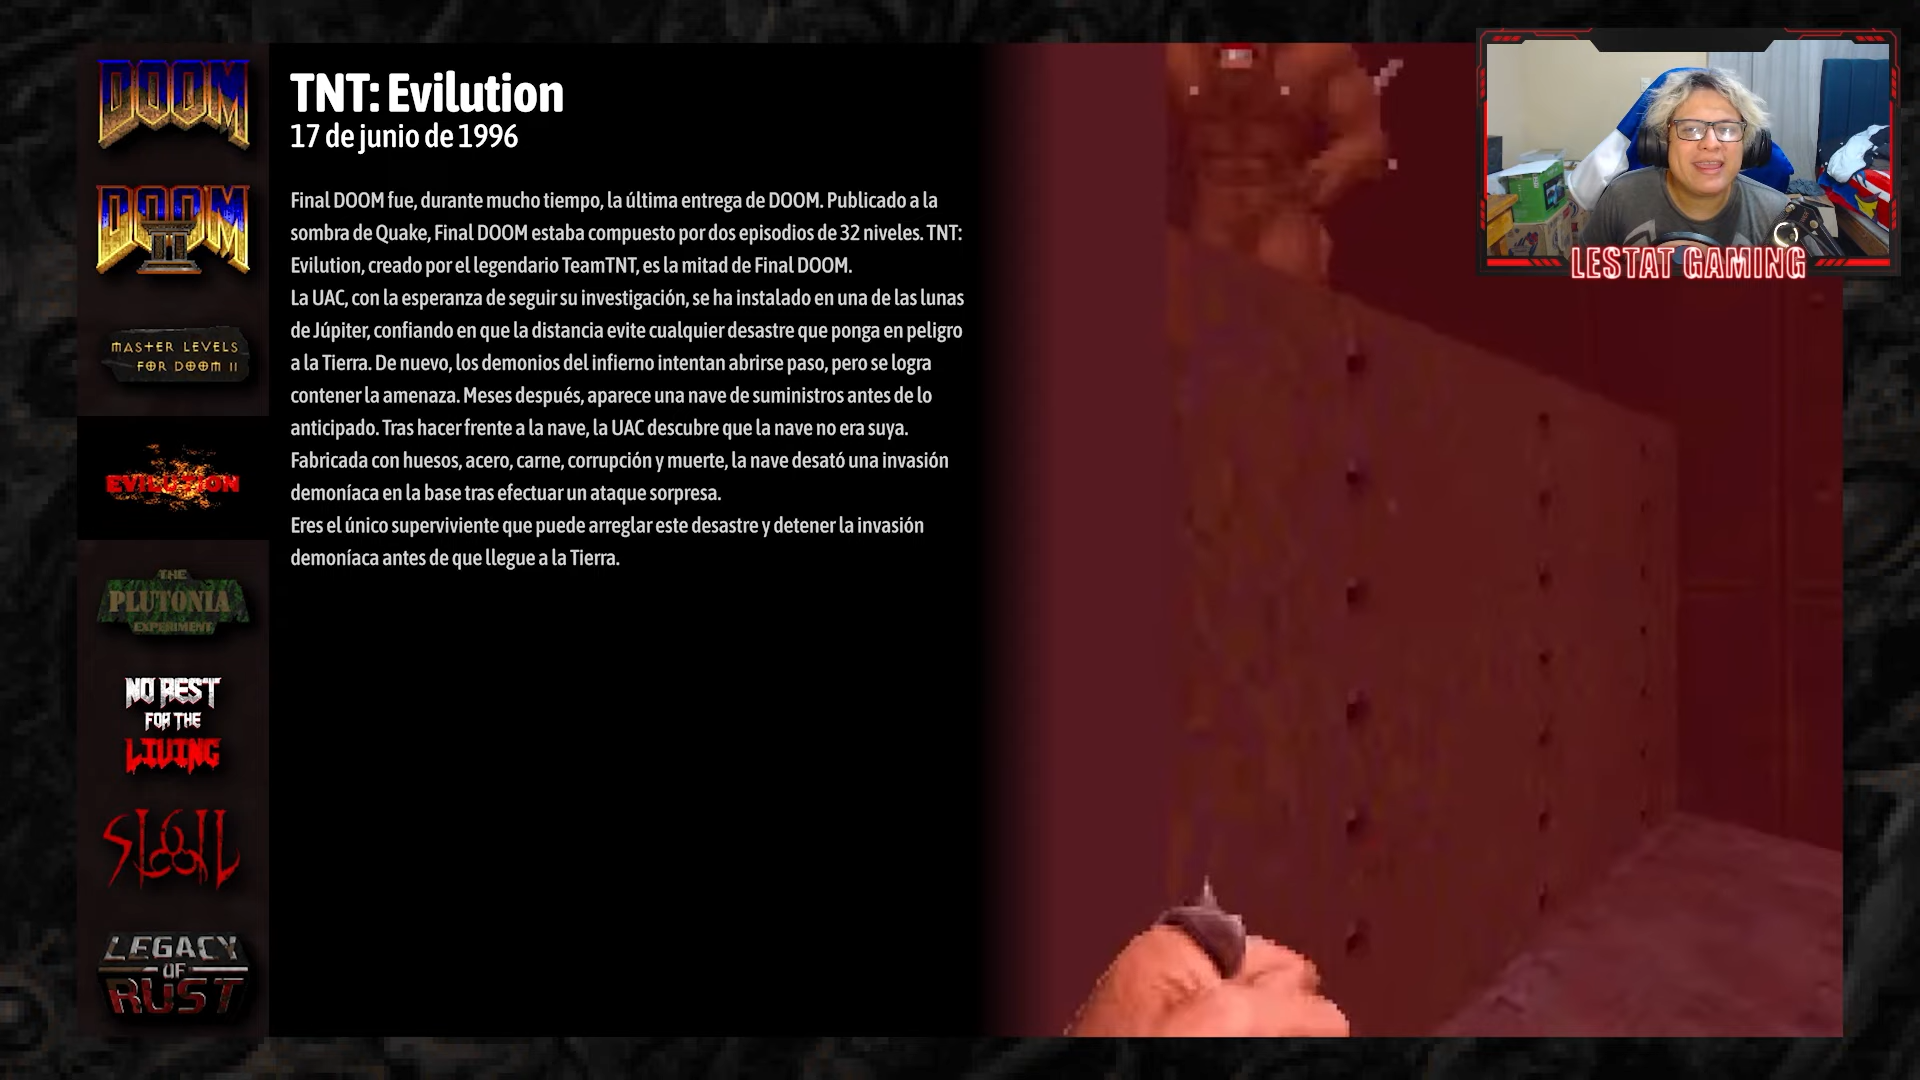 DOOM
DOOM
II
MASTER LEVELS
FOR DOOM II
EVILUTION
THE
PLUTONIA
EXPERIMENT
NO REST
FOR THE
LIVING
SIGIL
LEGACY
OF
RUST
TNT: Evilution
17 de junio de 1996
Final DOOM fue, durante mucho tiempo, la última entrega de DOOM. Publicado a la
sombra de Quake, Final DOOM estaba compuesto por dos episodios de 32 niveles. TNT:
Evilution, creado por el legendario TeamTNT, es la mitad de Final DOOM.
La UAC, con la esperanza de seguir su investigación, se ha instalado en una de las lunas
de Júpiter, confiando en que la distancia evite cualquier desastre que ponga en peligro
a la Tierra. De nuevo, los demonios del infierno intentan abrirse paso, pero se logra
contener la amenaza. Meses después, aparece una nave de suministros antes de lo
anticipado. Tras hacer frente a la nave, la UAC descubre que la nave no era suya.
Fabricada con huesos, acero, carne, corrupción y muerte, la nave desató una invasión
demoníaca en la base tras efectuar un ataque sorpresa.
Eres el único superviviente que puede arreglar este desastre y detener la invasión
demoníaca antes de que llegue a la Tierra.
LESTAT GAMING